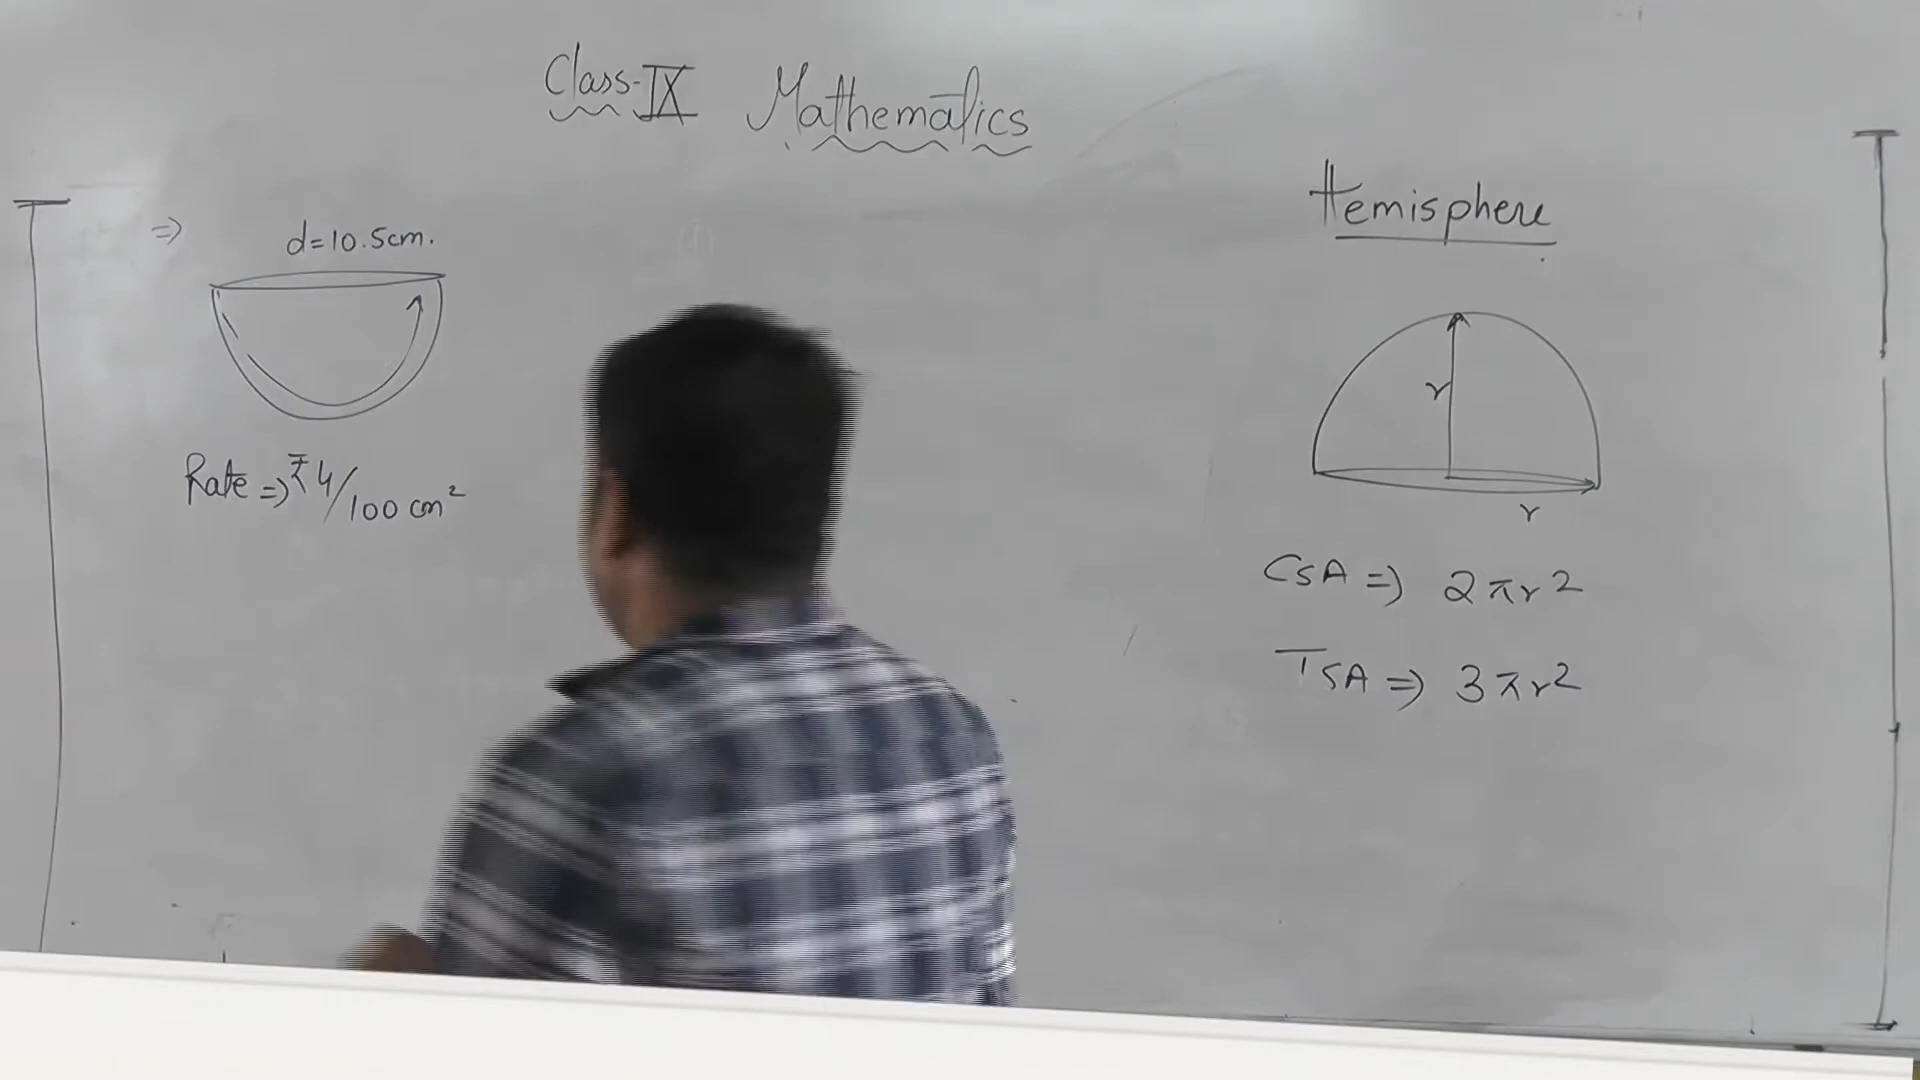 Class-IX Mathematics
⇒
d=10.5cm.
Rate ⇒ ₹4/100 cm²
Hemisphere
r
r
CSA ⇒ 2πr²
TSA ⇒ 3πr²